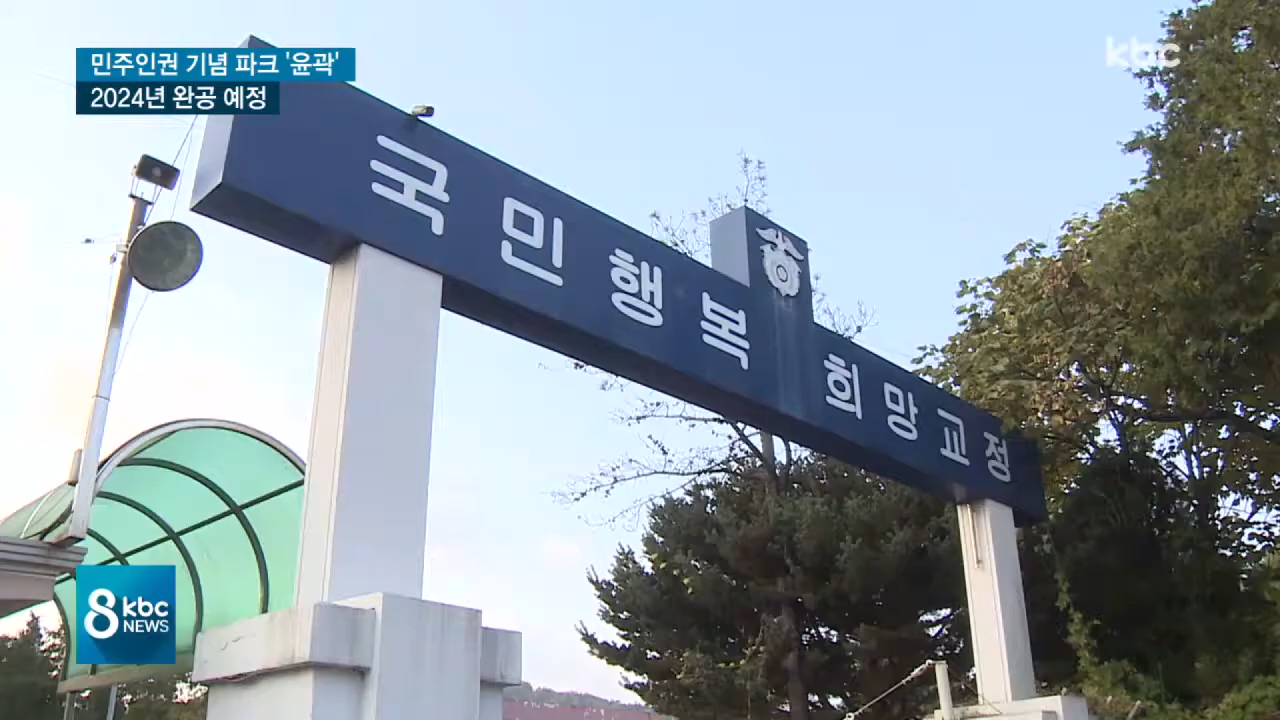 민주인권 기념 파크 '윤곽'
2024년 완공 예정
kbc
국민행복 희망교정
8 kbc
NEWS